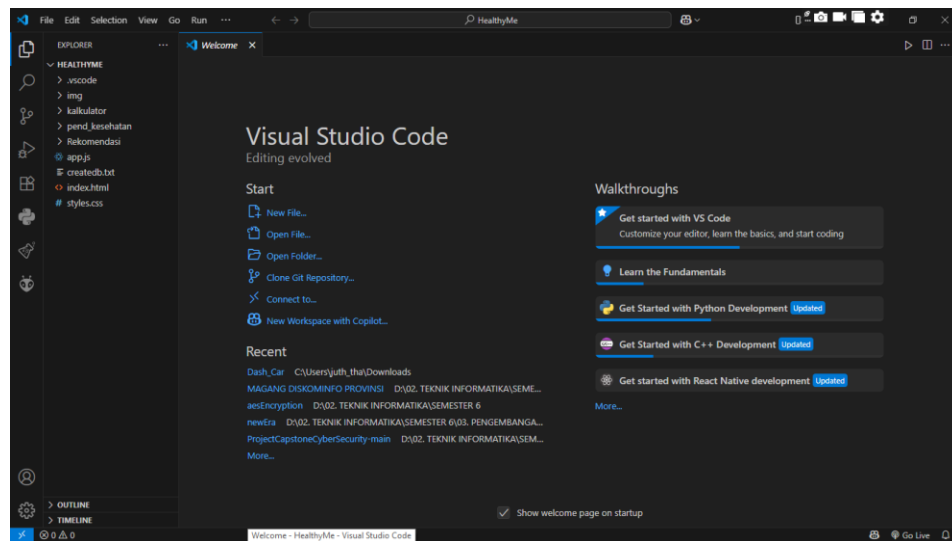 File Edit Selection View Go Run ···
HealthyMe
EXPLORER ···
HEALTHYME
.vscode
img
kalkulator
pend_kesehatan
Rekomendasi
app.js
createdb.txt
index.html
styles.css
OUTLINE
TIMELINE
Welcome
Visual Studio Code
Editing evolved
Start
New File...
Open File...
Open Folder...
Clone Git Repository...
Connect to...
New Workspace with Copilot...
Recent
Dash_Car C:\Users\juth_tha\Downloads
MAGANG DISKOMINFO PROVINSI D:\02. TEKNIK INFORMATIKA\SEME...
aesEncryption D:\02. TEKNIK INFORMATIKA\SEMESTER 6
newEra D:\02. TEKNIK INFORMATIKA\SEMESTER 6\03. PENGEMBANGA...
ProjectCapstoneCyberSecurity-main D:\02. TEKNIK INFORMATIKA\SEM...
More...
Walkthroughs
Get started with VS Code
Customize your editor, learn the basics, and start coding
Learn the Fundamentals
Get Started with Python Development Updated
Get Started with C++ Development Updated
Get started with React Native development Updated
More...
Show welcome page on startup
0 0
Welcome - HealthyMe - Visual Studio Code
Go Live